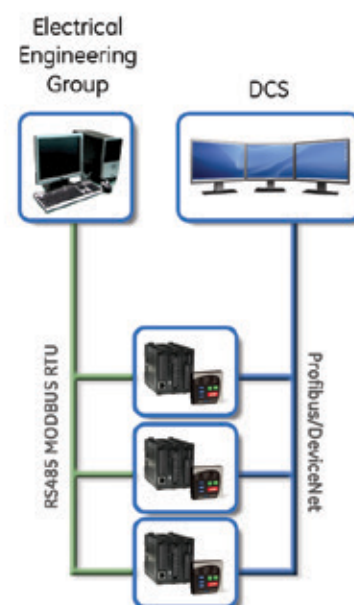 Electrical
Engineering
Group
DCS
RS485 MODBUS RTU
Profibus/DeviceNet